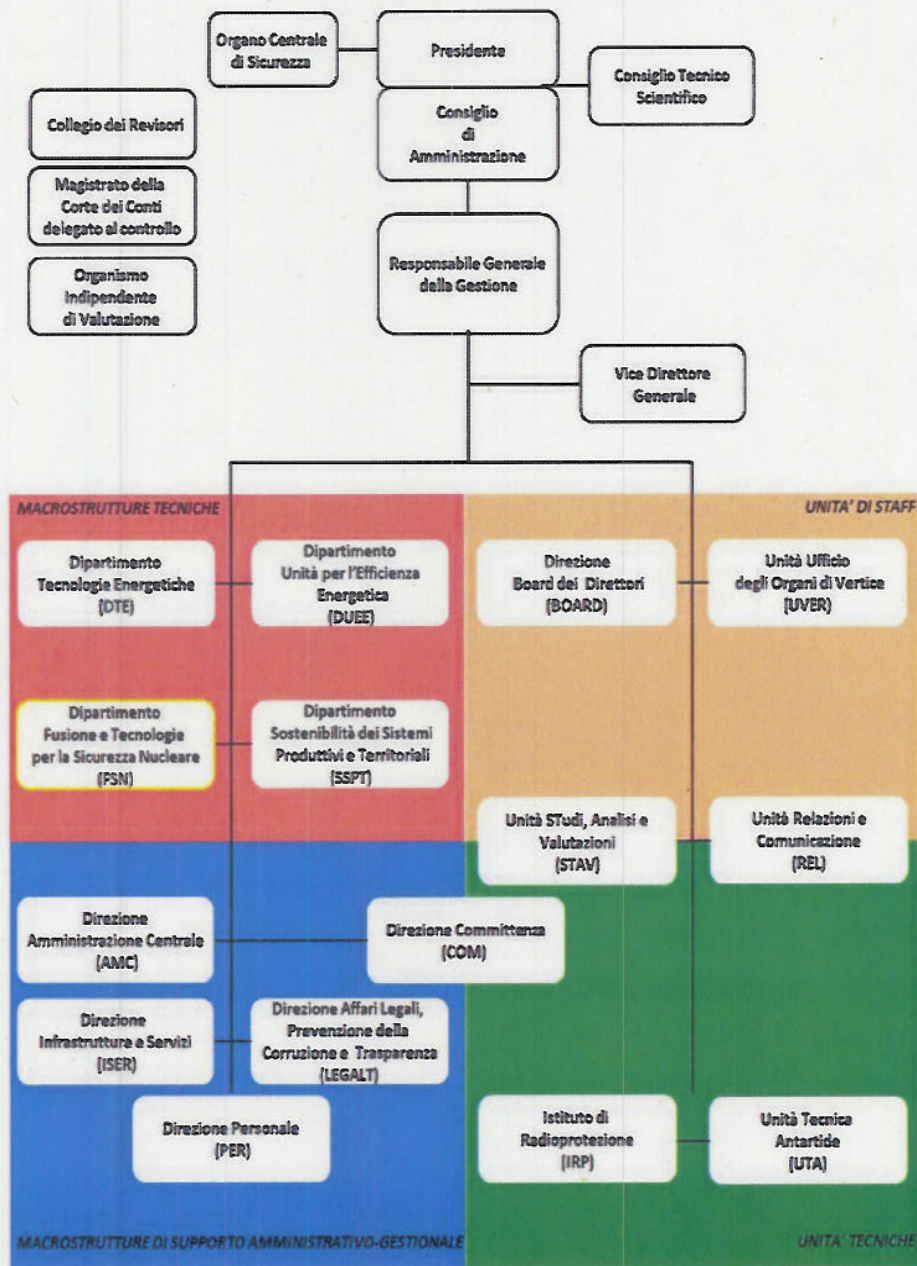 Organo Centrale
di Sicurezza
Presidente
Consiglio Tecnico
Scientifico
Collegio dei Revisori
Consiglio
di
Amministrazione
Magistrato della
Corte dei Conti
delegato al controllo
Responsabile Generale
della Gestione
Organismo
Indipendente
di Valutazione
Vice Direttore
Generale
MACROSTRUTTURE TECNICHE
UNITA' DI STAFF
Dipartimento
Tecnologie Energetiche
(DTE)
Dipartimento
Unità per l'Efficienza
Energetica
(DUEE)
Direzione
Board dei Direttori
(BOARD)
Unità Ufficio
degli Organi di Vertice
(UVER)
Dipartimento
Fusione e Tecnologie
per la Sicurezza Nucleare
(FSN)
Dipartimento
Sostenibilità dei Sistemi
Produttivi e Territoriali
(SSPT)
Unità STudi, Analisi e
Valutazioni
(STAV)
Unità Relazioni e
Comunicazione
(REL)
Direzione
Amministrazione Centrale
(AMC)
Direzione Committenza
(COM)
Direzione
Infrastrutture e Servizi
(ISER)
Direzione Affari Legali,
Prevenzione della
Corruzione e Trasparenza
(LEGALT)
Direzione Personale
(PER)
Istituto di
Radioprotezione
(IRP)
Unità Tecnica
Antartide
(UTA)
MACROSTRUTTURE DI SUPPORTO AMMINISTRATIVO-GESTIONALE
UNITA' TECNICHE